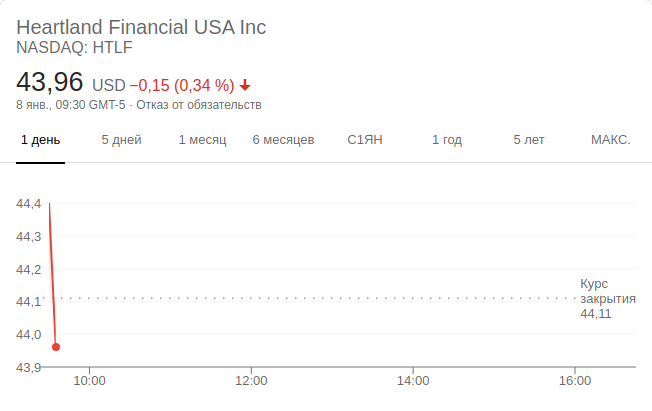 Heartland Financial USA Inc
NASDAQ: HTLF
43,96 USD −0,15 (0,34 %)
8 янв., 09:30 GMT-5 · Отказ от обязательств
1 день 5 дней 1 месяц 6 месяцев С1ЯН 1 год 5 лет МАКС.
44,4
44,3
44,2
44,1
44,0
43,9
Курс
закрытия
44,11
10:00 12:00 14:00 16:00